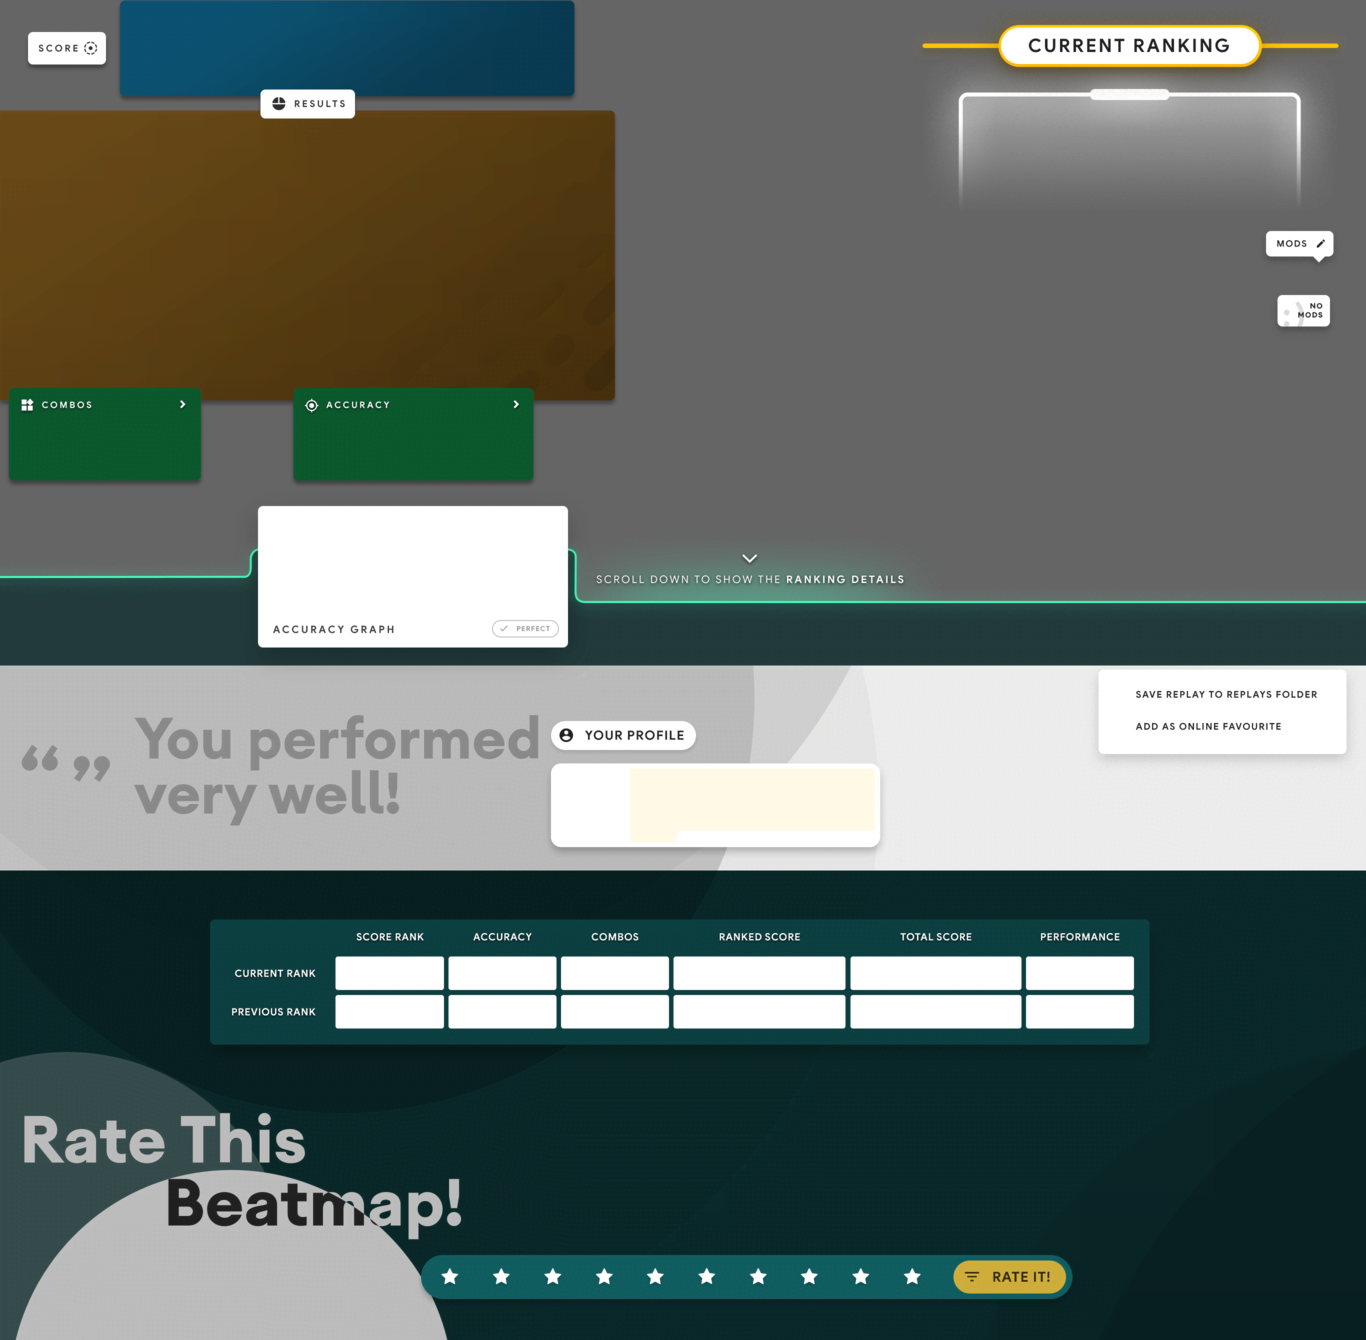 SCORE
CURRENT RANKING
RESULTS
MODS
NO
MODS
COMBOS
ACCURACY
SCROLL DOWN TO SHOW THE RANKING DETAILS
ACCURACY GRAPH
PERFECT
SAVE REPLAY TO REPLAYS FOLDER
ADD AS ONLINE FAVOURITE
“ ” You performed
very well!
YOUR PROFILE
SCORE RANK ACCURACY COMBOS RANKED SCORE TOTAL SCORE PERFORMANCE
CURRENT RANK
PREVIOUS RANK
Rate This
Beatmap!
RATE IT!